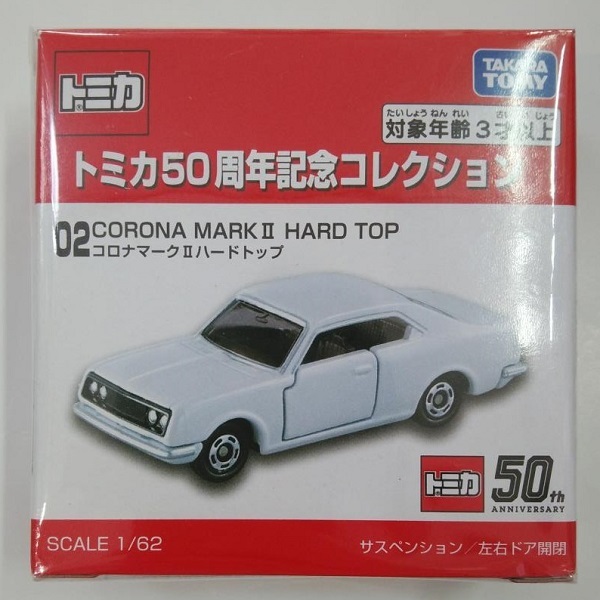 トミカ
TAKARA
TOMY
たいしょう ねん れい さい い じょう
対象年齢 3才以上
トミカ50周年記念コレクション
02 CORONA MARKⅡ HARD TOP
コロナマークⅡハードトップ
トミカ 50th
ANNIVERSARY
SCALE 1/62
サスペンション／左右ドア開閉